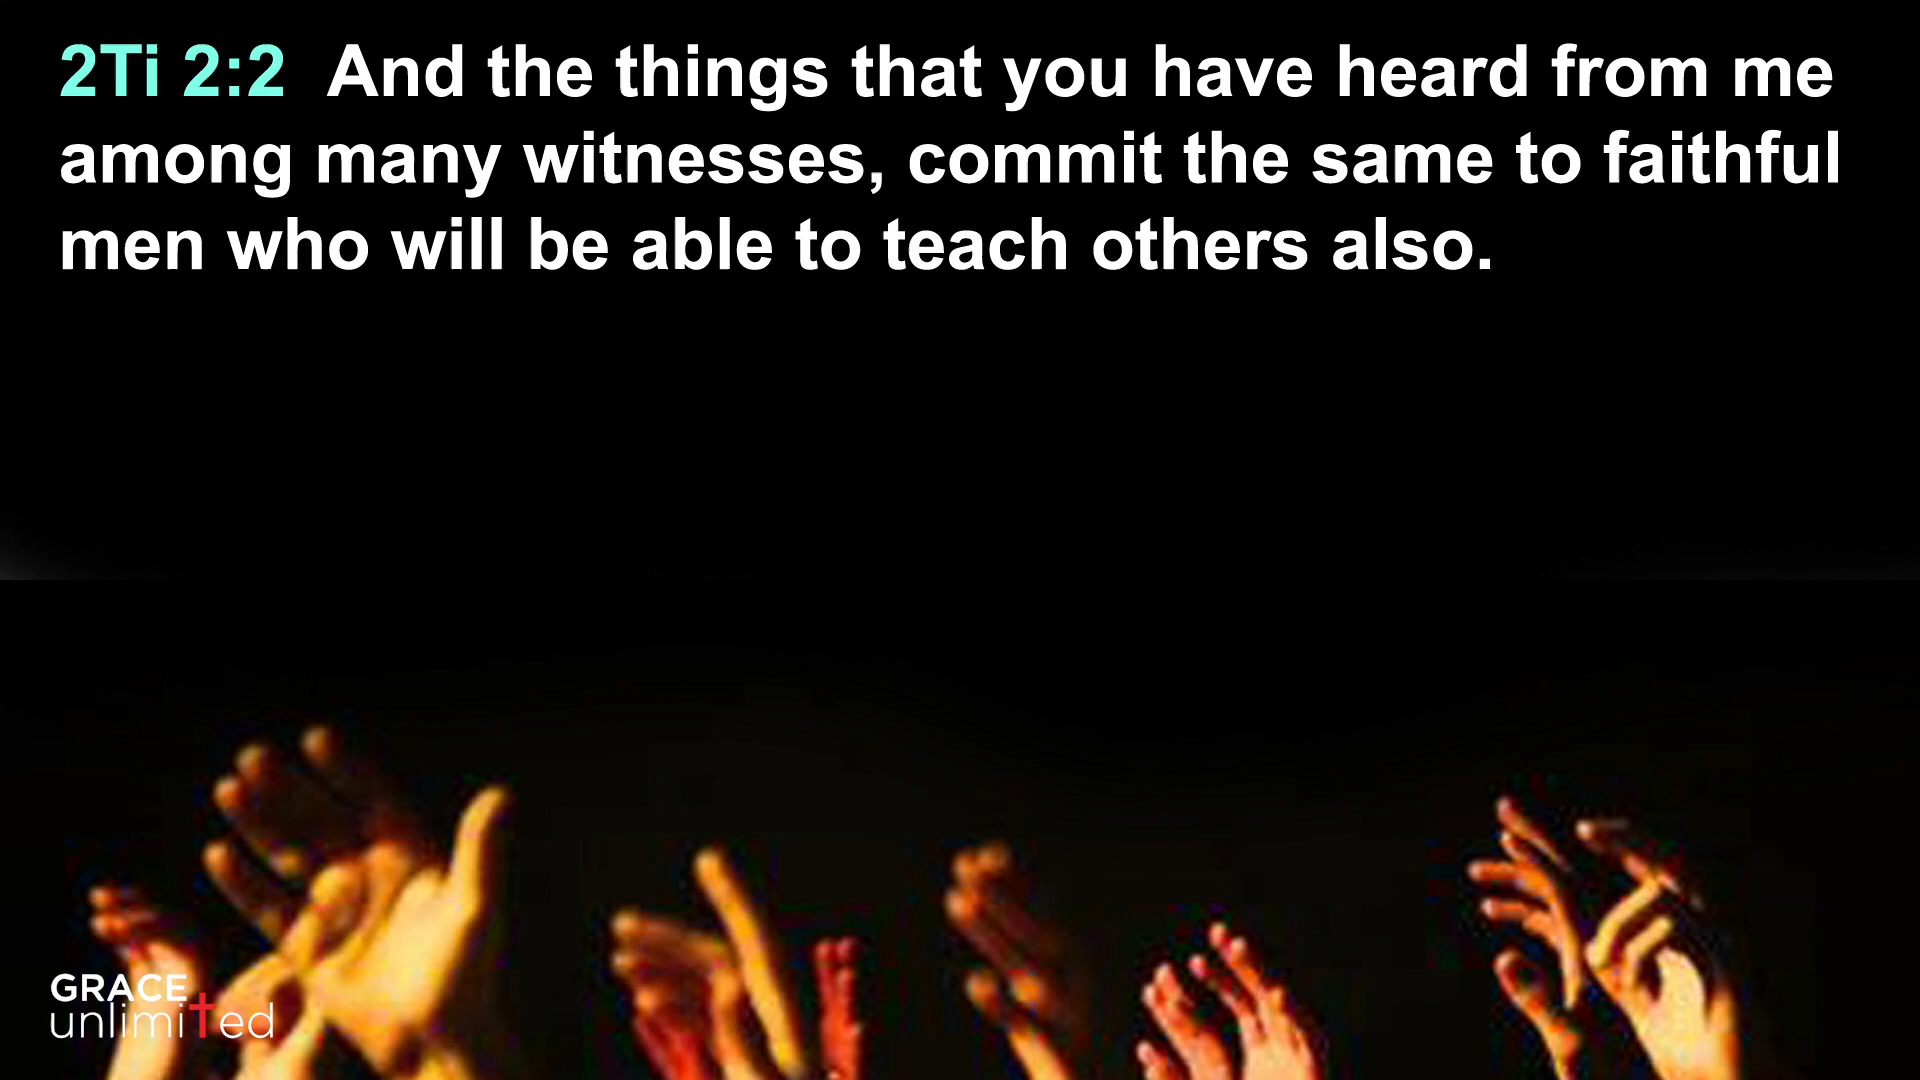 2Ti 2:2 And the things that you have heard from me
among many witnesses, commit the same to faithful
men who will be able to teach others also.
GRACE
unlimited